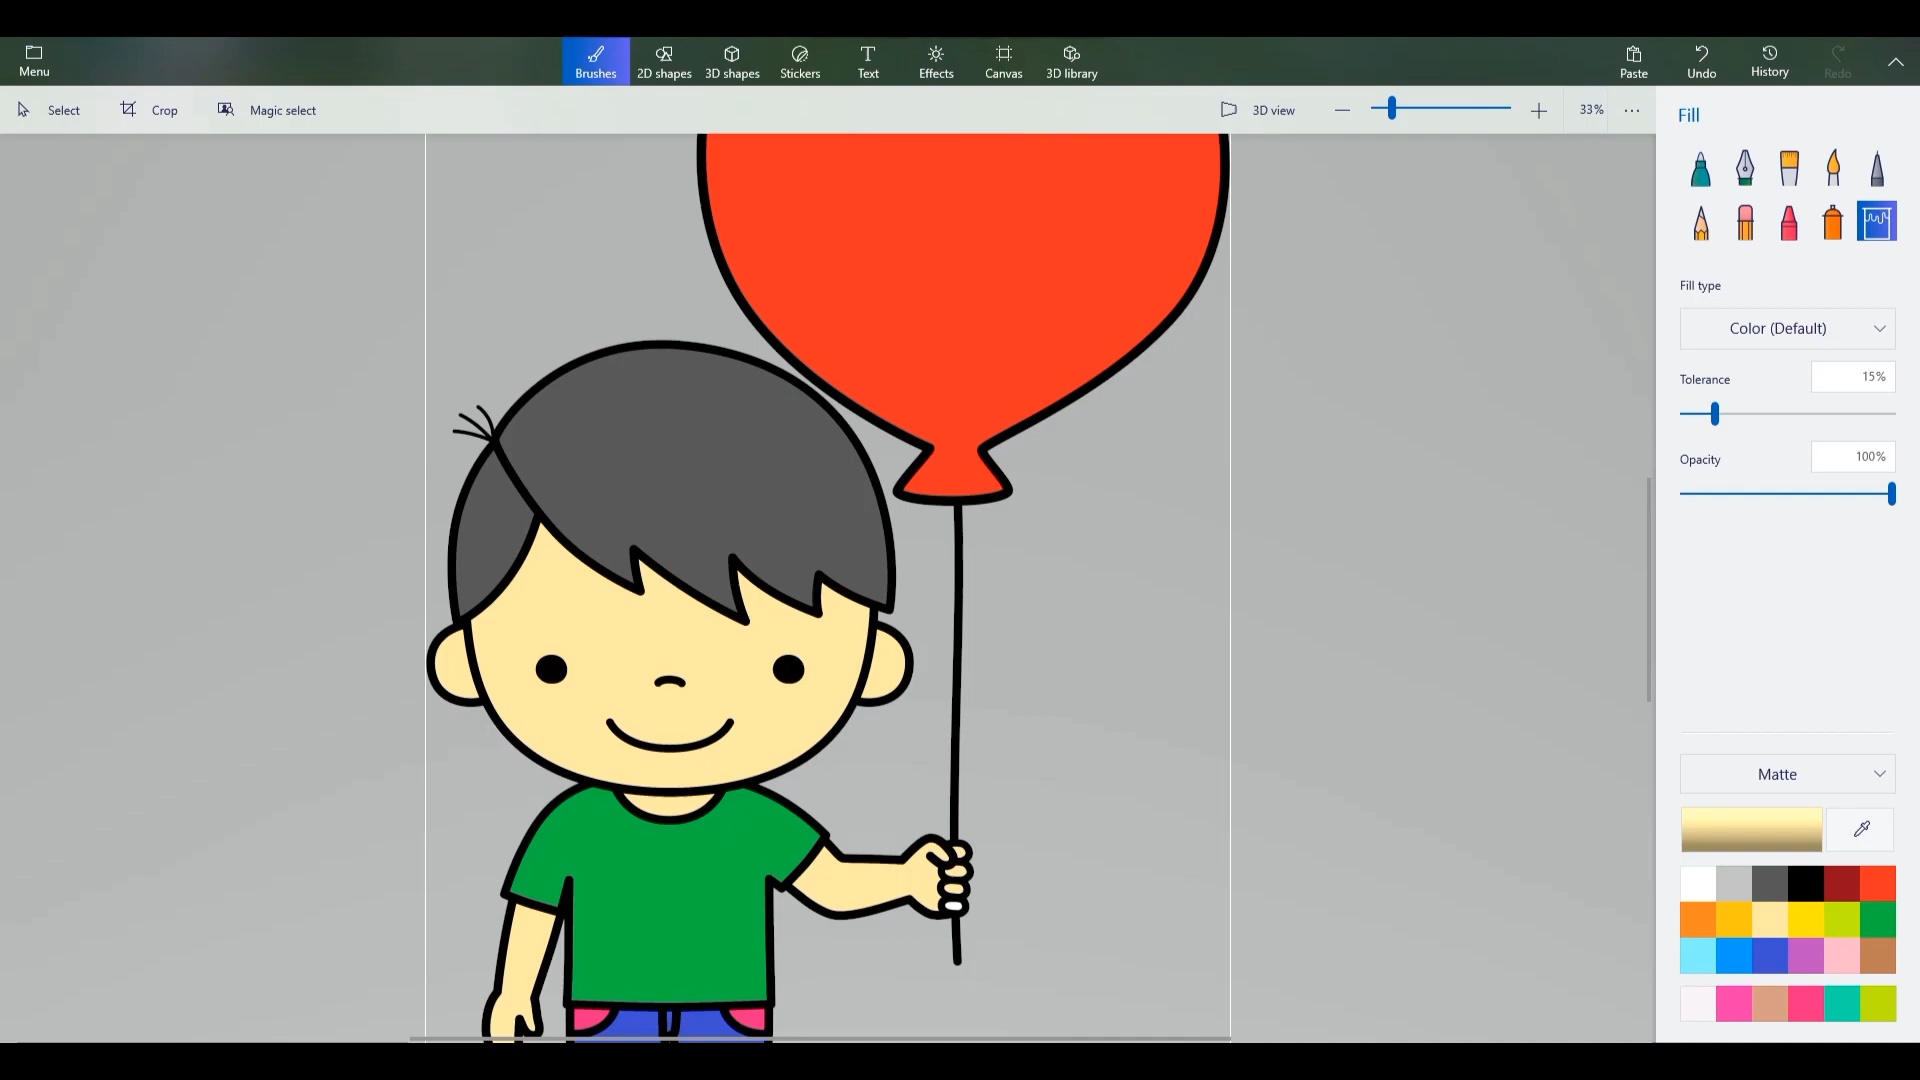 Menu
Brushes
2D shapes
3D shapes
Stickers
Text
Effects
Canvas
3D library
Paste
Undo
History
Redo
Select
Crop
Magic select
3D view
33%
Fill
Fill type
Color (Default)
Tolerance
15%
Opacity
100%
Matte